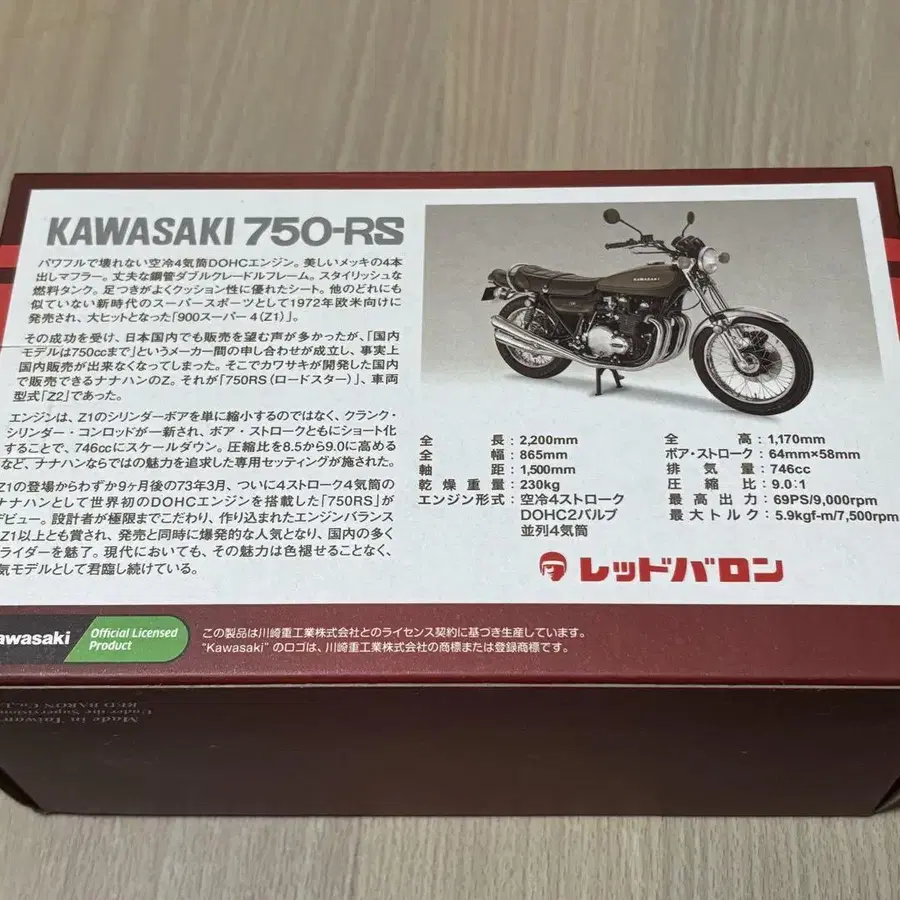 KAWASAKI 750-RS
パワフルで壊れない空冷4気筒DOHCエンジン。美しいメッキの4本
出しマフラー。丈夫な鋼管ダブルクレードルフレーム。スタイリッシュな
燃料タンク。足つきがよくクッション性に優れたシート。他のどれにも
似ていない新時代のスーパースポーツとして1972年欧米向けに
発売され、大ヒットとなった「900スーパー4(Z1)」。
その成功を受け、日本国内でも販売を望む声が多かったが、「国内
モデルは750ccまで」というメーカー間の申し合せが成立し、事実上
国内販売が出来なくなってしまった。そこでカワサキが開発した国内
で販売できるナナハンのZ。それが「750RS(ロードスター)」、車両
型式「Z2」であった。
エンジンは、Z1のシリンダーボアを単に縮小するのではなく、クランク・
シリンダー・コンロッドが一新され、ボア・ストロークともにショート化
することで、746ccにスケールダウン。圧縮比を8.5から9.0に高める
など、ナナハンならではの魅力を追求した専用セッティングが施された。
Z1の登場からわずか9ヶ月後の73年3月、ついに4ストローク4気筒の
ナナハンとして世界初のDOHCエンジンを搭載した「750RS」が
デビュー。設計者が極限までこだわり、作り込まれたエンジンバランス
Z1以上とも賞され、発売と同時に爆発的な人気となり、国内の多く
ライダーを魅了。現代においても、その魅力は色褪せることなく、
気モデルとして君臨し続けている。
KAWASAKI
全長:2,200mm
全幅:865mm
軸距:1,500mm
乾燥重量:230kg
エンジン形式:空冷4ストローク
DOHC2バルブ
並列4気筒
全高:1,170mm
ボア・ストローク:64mm×58mm
排気量:746cc
圧縮比:9.0:1
最高出力:69PS/9,000rpm
最大トルク:5.9kgf-m/7,500rpm
レッドバロン
awasaki
Official Licensed
Product
この製品は川崎重工業株式会社とのライセンス契約に基づき生産しています。
"Kawasaki" のロゴは、川崎重工業株式会社の商標または登録商標です。
Made in Taiwan
Under the Supervision
RED BARON Co.,L